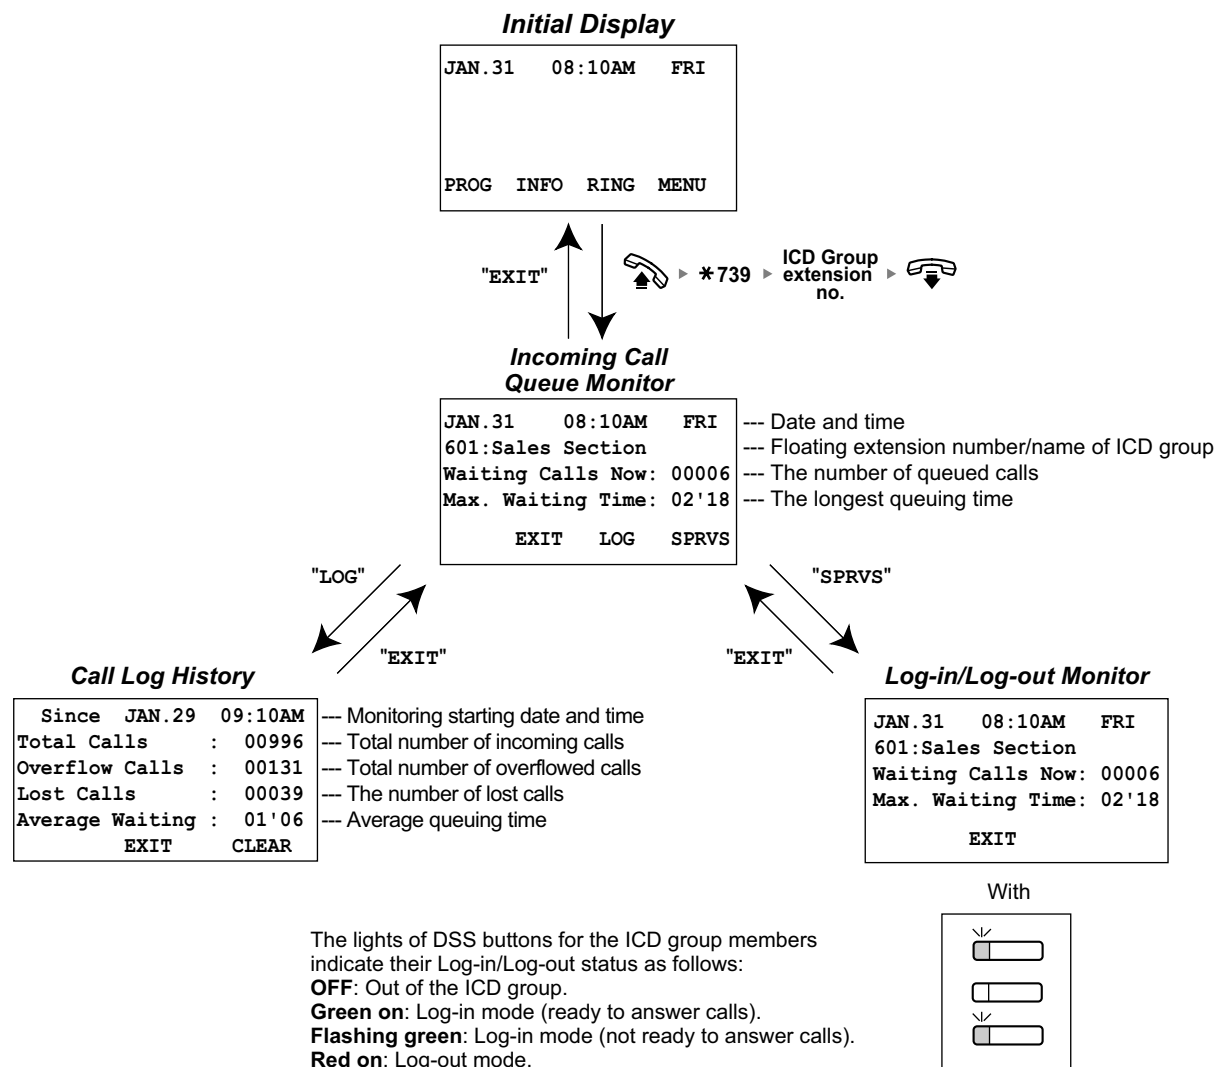 Initial Display
JAN.31 08:10AM FRI
PROG INFO RING MENU
"EXIT"
*739
ICD Group
extension
no.
Incoming Call
Queue Monitor
JAN.31 08:10AM FRI --- Date and time
601:Sales Section --- Floating extension number/name of ICD group
Waiting Calls Now: 00006 --- The number of queued calls
Max. Waiting Time: 02'18 --- The longest queuing time
EXIT LOG SPRVS
"LOG"
"EXIT"
"SPRVS"
"EXIT"
Call Log History
Since JAN.29 09:10AM --- Monitoring starting date and time
Total Calls : 00996 --- Total number of incoming calls
Overflow Calls : 00131 --- Total number of overflowed calls
Lost Calls : 00039 --- The number of lost calls
Average Waiting : 01'06 --- Average queuing time
EXIT CLEAR
Log-in/Log-out Monitor
JAN.31 08:10AM FRI
601:Sales Section
Waiting Calls Now: 00006
Max. Waiting Time: 02'18
EXIT
With
The lights of DSS buttons for the ICD group members
indicate their Log-in/Log-out status as follows:
OFF: Out of the ICD group.
Green on: Log-in mode (ready to answer calls).
Flashing green: Log-in mode (not ready to answer calls).
Red on: Log-out mode.